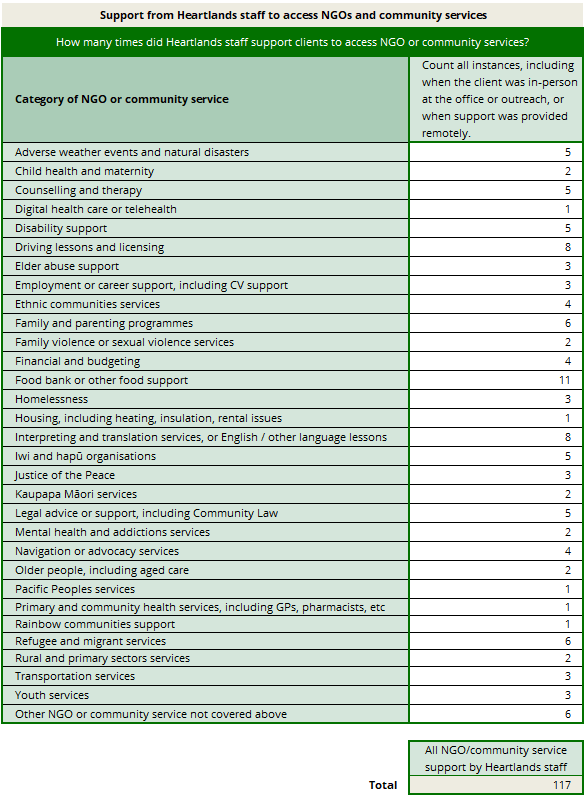 Support from Heartlands staff to access NGOs and community services
How many times did Heartlands staff support clients to access NGO or community services?
Category of NGO or community service
Count all instances, including
when the client was in-person
at the office or outreach, or
when support was provided
remotely.
Adverse weather events and natural disasters 5
Child health and maternity 2
Counselling and therapy 5
Digital health care or telehealth 1
Disability support 5
Driving lessons and licensing 8
Elder abuse support 3
Employment or career support, including CV support 3
Ethnic communities services 4
Family and parenting programmes 6
Family violence or sexual violence services 2
Financial and budgeting 4
Food bank or other food support 11
Homelessness 3
Housing, including heating, insulation, rental issues 1
Interpreting and translation services, or English / other language lessons 8
Iwi and hapū organisations 5
Justice of the Peace 3
Kaupapa Māori services 2
Legal advice or support, including Community Law 5
Mental health and addictions services 2
Navigation or advocacy services 4
Older people, including aged care 2
Pacific Peoples services 1
Primary and community health services, including GPs, pharmacists, etc 1
Rainbow communities support 1
Refugee and migrant services 6
Rural and primary sectors services 2
Transportation services 3
Youth services 3
Other NGO or community service not covered above 6
All NGO/community service
support by Heartlands staff
Total 117